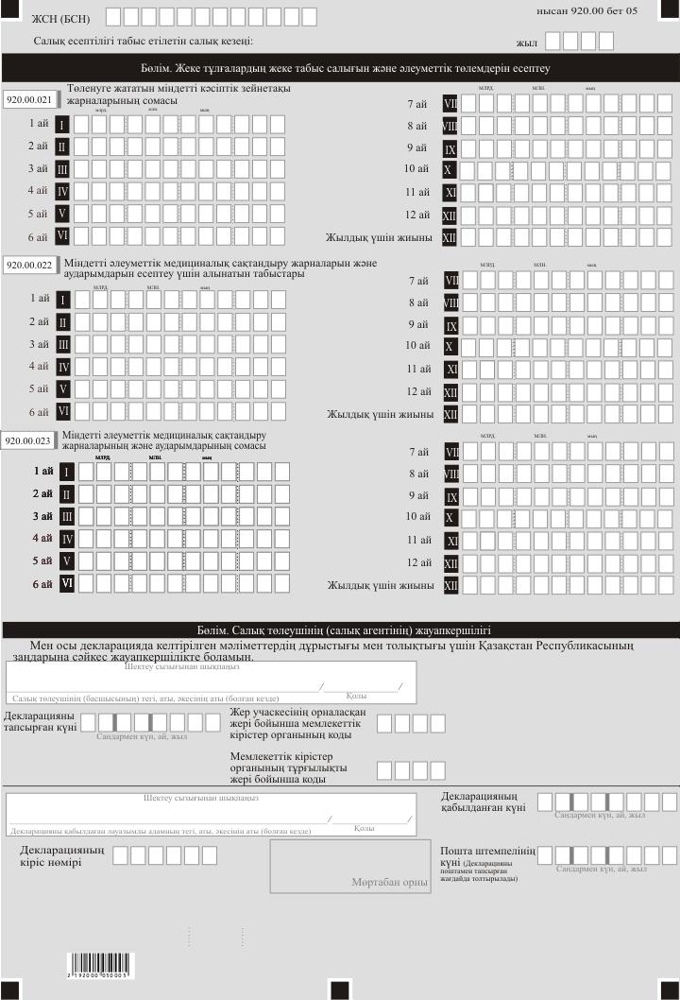 ЖСН (БСН)
нысан 920.00 бет 05
Салық есептілігі табыс етілетін салық кезеңі:
жыл
Бөлім. Жеке тұлғалардың жеке табыс салығын және әлеуметтік төлемдерін есептеу
920.00.021
Төленуге жататын міндетті кәсіптік зейнетақы
жарналарының сомасы
млрд. млн. мың
1 ай I
2 ай II
3 ай III
4 ай IV
5 ай V
6 ай VI
МЛРД. МЛН. мың
7 ай VII
8 ай VIII
9 ай IX
10 ай X
11 ай XI
12 ай XII
Жылдық үшін жиыны XII
920.00.022
Міндетті әлеуметтік медициналық сақтандыру жарналарын және
аударымдарын есептеу үшін алынатын табыстары
МЛРД. МЛН. мың
1 ай I
2 ай II
3 ай III
4 ай IV
5 ай V
6 ай VI
МЛРД. МЛН. мың
7 ай VII
8 ай VIII
9 ай IX
10 ай X
11 ай XI
12 ай XII
Жылдық үшін жиыны XII
920.00.023
Міндетті әлеуметтік медициналық сақтандыру
жарналарының және аударымдарының сомасы
МЛРД. МЛН. мың
1 ай I
2 ай II
3 ай III
4 ай IV
5 ай V
6 ай VI
МЛРД. МЛН. мың
7 ай VII
8 ай VIII
9 ай IX
10 ай X
11 ай XI
12 ай XII
Жылдық үшін жиыны XII
Бөлім. Салық төлеушінің (салық агентінің) жауапкершілігі
Мен осы декларацияда келтірілген мәліметтердің дұрыстығы мен толықтығы үшін Қазақстан Республикасының
заңдарына сәйкес жауапкершілікте боламын.
Шектеу сызығынан шықпаңыз
/ /
Салық төлеушінің (басшысының) тегі, аты, әкесінің аты (болған кезде)
Қолы
Декларацияны
тапсырған күні
Сандармен күн, ай, жыл
Жер учаскесінің орналасқан
жері бойынша мемлекеттік
кірістер органының коды
Мемлекеттік кірістер
органының тұрғылықты
жері бойынша коды
Шектеу сызығынан шықпаңыз
/ /
Декларацияны қабылдаған лауазымды адамның тегі, аты, әкесінің аты (болған кезде)
Қолы
Декларацияның
қабылданған күні
Сандармен күн, ай, жыл
Декларацияның
кіріс нөмірі
Мөртабан орны
Пошта штемпелінің
күні (Декларацияны
поштамен тапсырған
жағдайда толтырылады)
Сандармен күн, ай, жыл
2 192000 050003